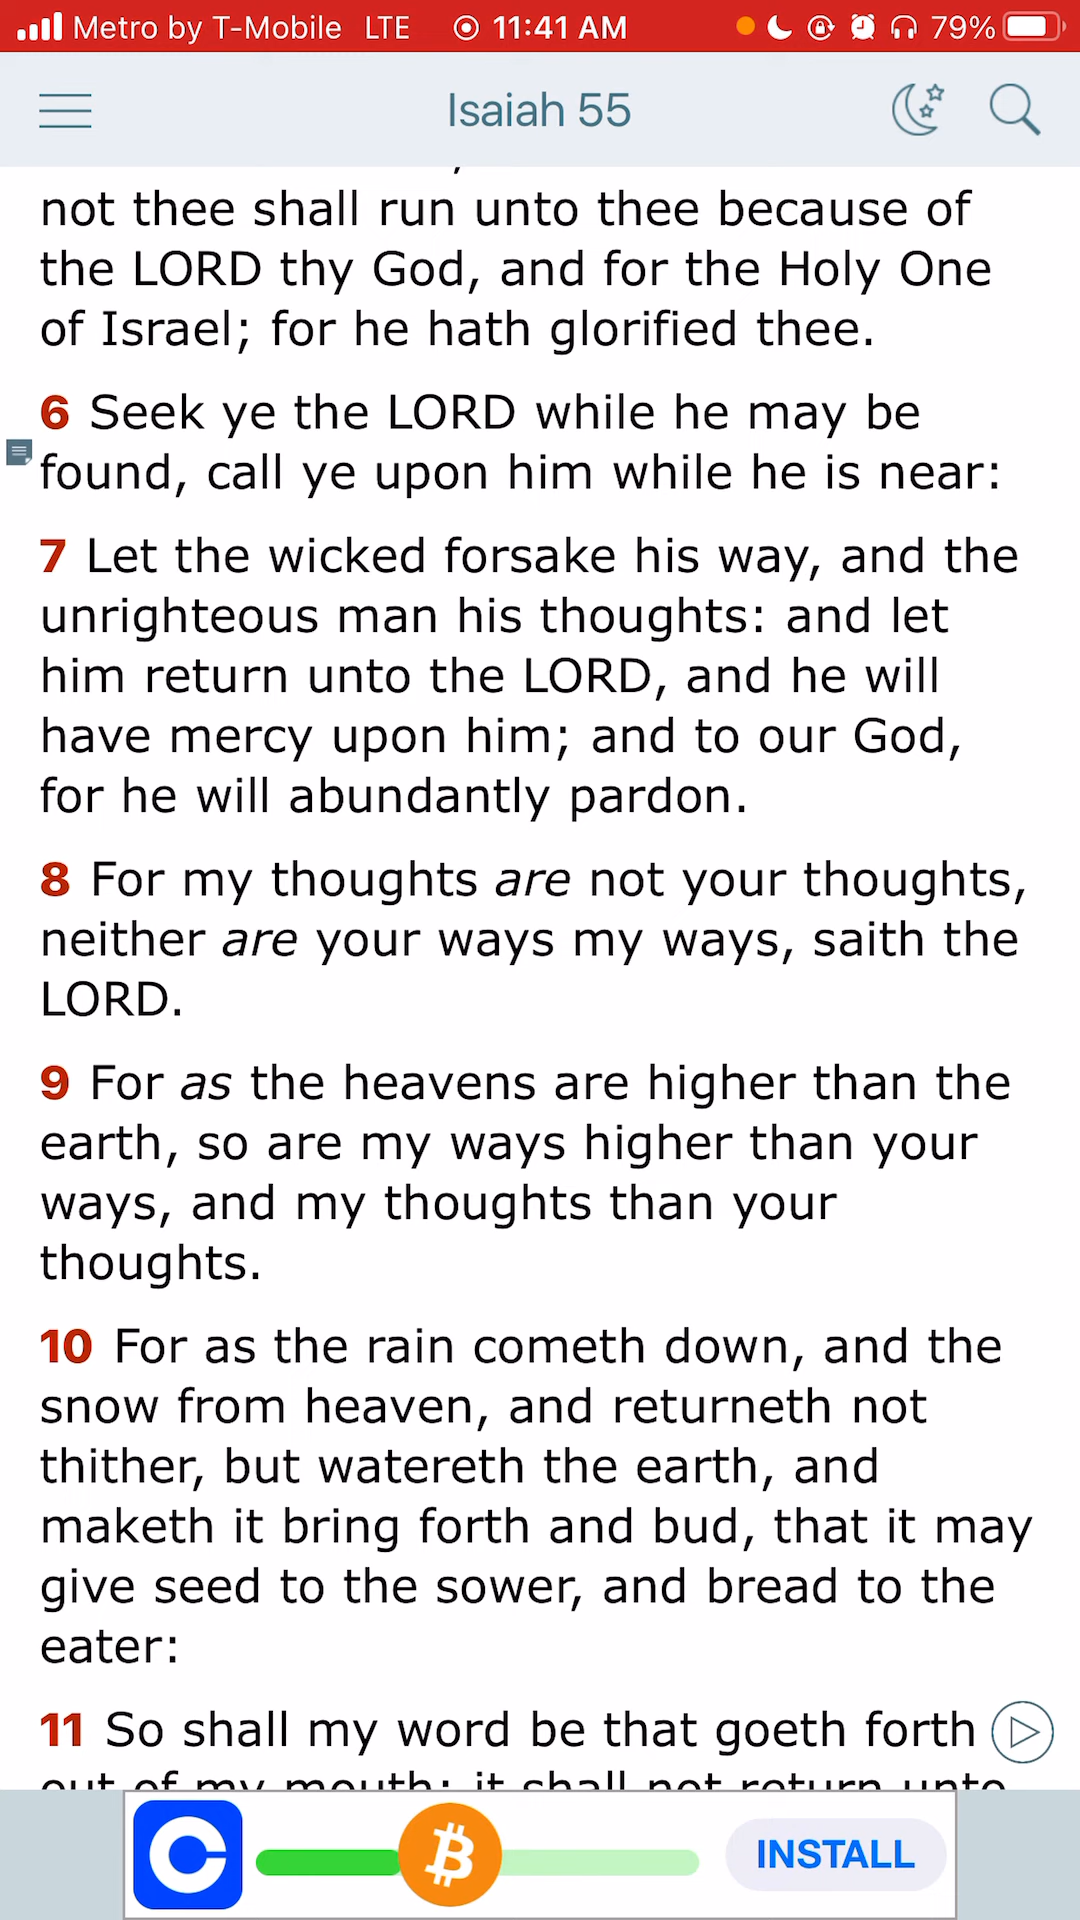 Metro by T-Mobile LTE 11:41 AM 79%
Isaiah 55
not thee shall run unto thee because of
the LORD thy God, and for the Holy One
of Israel; for he hath glorified thee.
6 Seek ye the LORD while he may be
found, call ye upon him while he is near:
7 Let the wicked forsake his way, and the
unrighteous man his thoughts: and let
him return unto the LORD, and he will
have mercy upon him; and to our God,
for he will abundantly pardon.
8 For my thoughts are not your thoughts,
neither are your ways my ways, saith the
LORD.
9 For as the heavens are higher than the
earth, so are my ways higher than your
ways, and my thoughts than your
thoughts.
10 For as the rain cometh down, and the
snow from heaven, and returneth not
thither, but watereth the earth, and
maketh it bring forth and bud, that it may
give seed to the sower, and bread to the
eater:
11 So shall my word be that goeth forth
out of my mouth: it shall not return unto
INSTALL